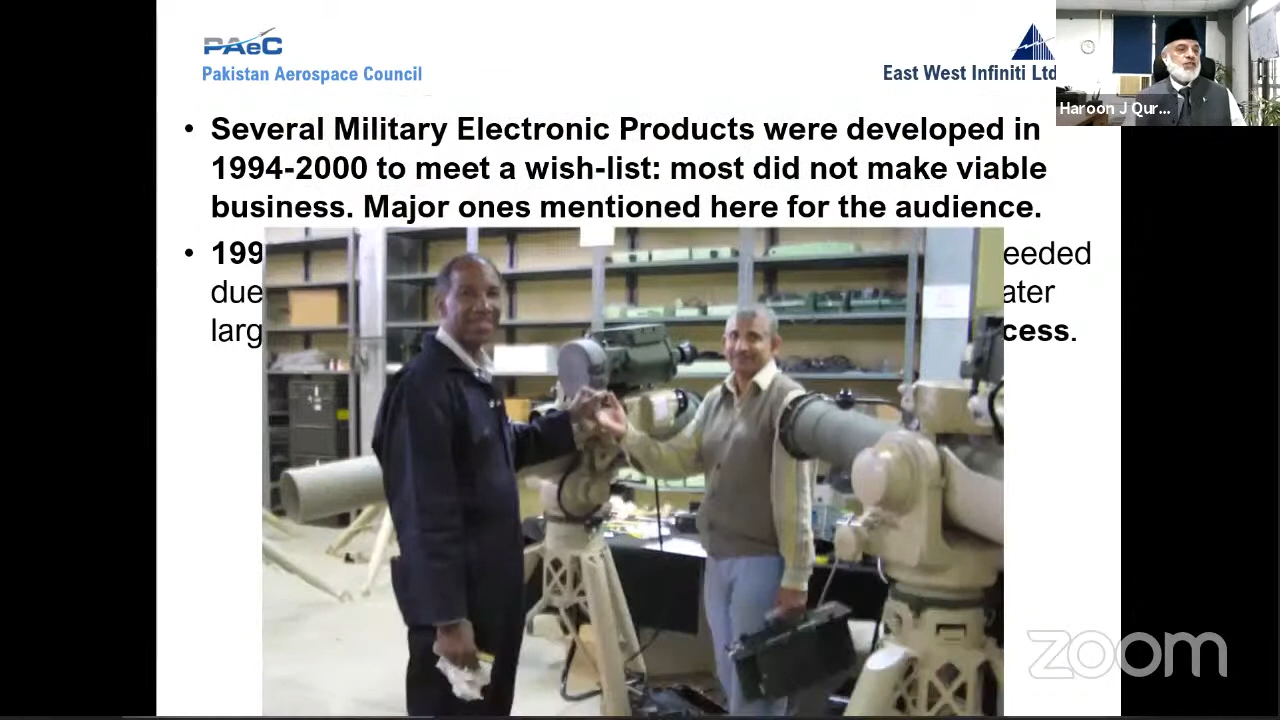 PAeC
Pakistan Aerospace Council
East West Infiniti Ltd
Haroon J Qur...
• Several Military Electronic Products were developed in
1994-2000 to meet a wish-list: most did not make viable
business. Major ones mentioned here for the audience.
• 199 eeded
due ater
larg cess.
zoom